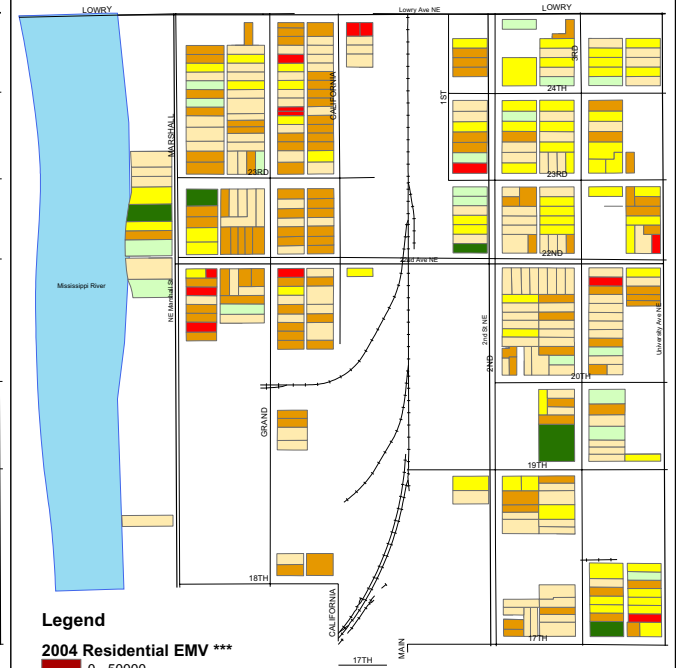 LOWRY
Lowry Ave NE
LOWRY
3RD
24TH
CALIFORNIA
1ST
MARSHALL
23RD
23RD
22ND
22nd Ave NE
Mississippi River
NE Marshall St
2nd St NE
University Ave NE
2ND
20TH
GRAND
19TH
18TH
CALIFORNIA
MAIN
17TH
17TH
Legend
2004 Residential EMV ***
0 - 50000